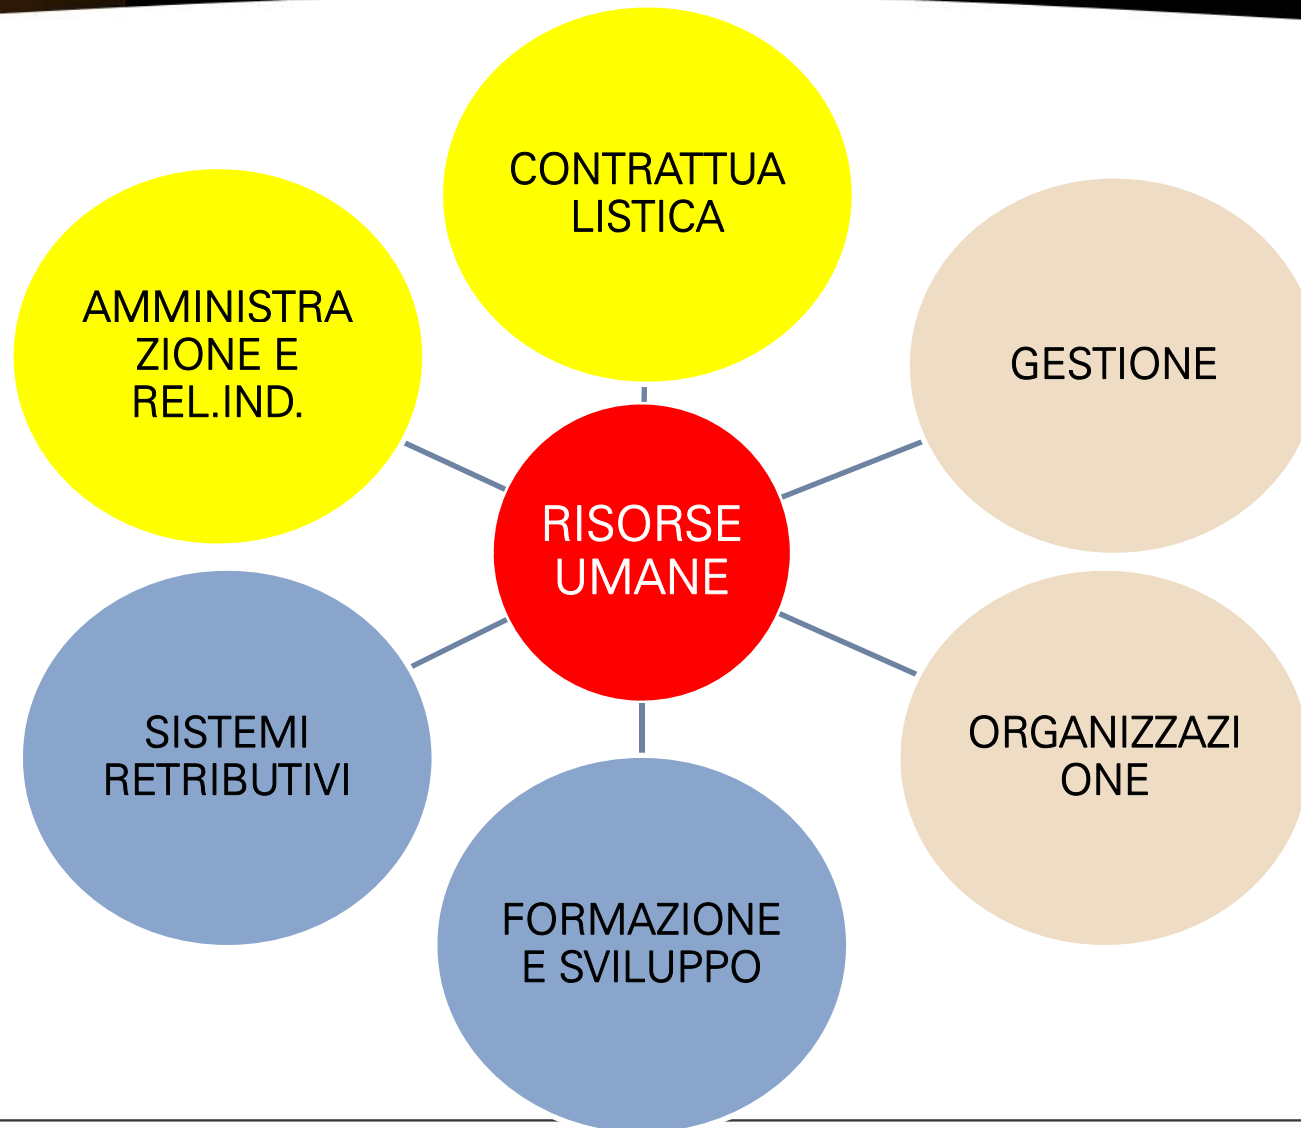 CONTRATTUA
LISTICA
AMMINISTRA
ZIONE E
REL.IND.
GESTIONE
RISORSE
UMANE
SISTEMI
RETRIBUTIVI
ORGANIZZAZI
ONE
FORMAZIONE
E SVILUPPO